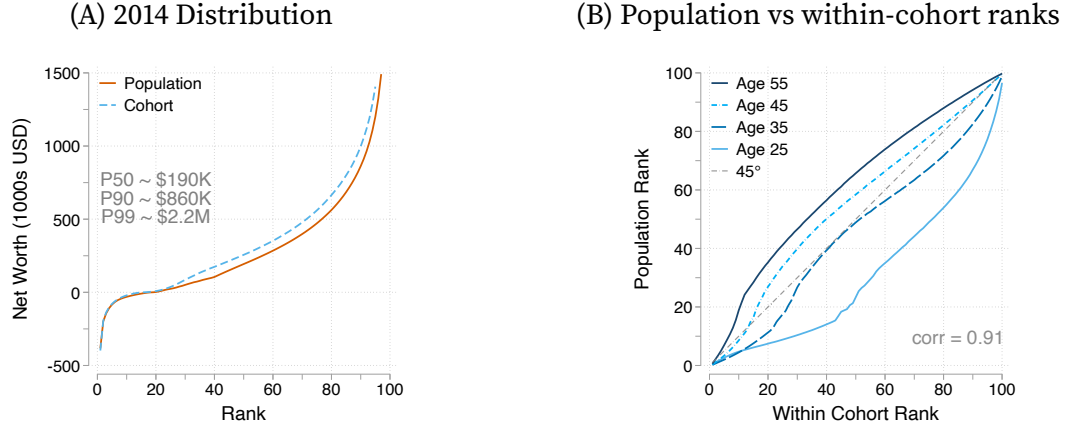 (A) 2014 Distribution
1500
1000
500
0
-500
Net Worth (1000s USD)
Population
Cohort
P50 ~ $190K
P90 ~ $860K
P99 ~ $2.2M
0 20 40 60 80 100
Rank
(B) Population vs within-cohort ranks
100
80
60
40
20
0
Population Rank
Age 55
Age 45
Age 35
Age 25
45°
corr = 0.91
0 20 40 60 80 100
Within Cohort Rank